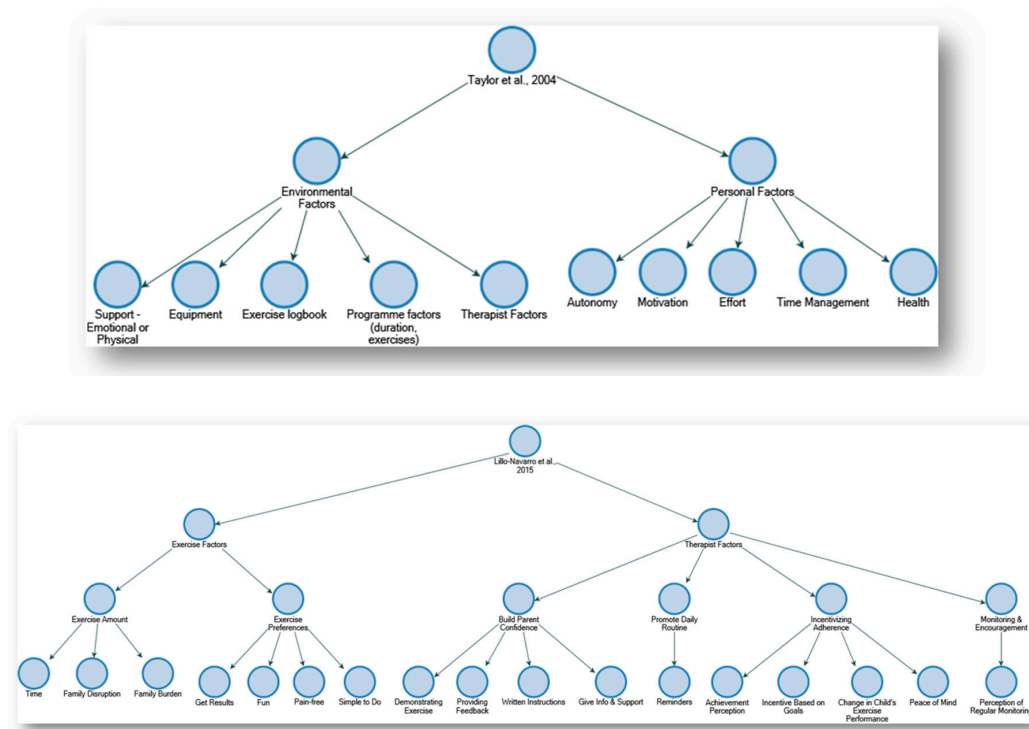 Taylor et al., 2004
Environmental
Factors
Personal Factors
Support -
Emotional or
Physical
Equipment
Exercise logbook
Programme factors
(duration,
exercises)
Therapist Factors
Autonomy
Motivation
Effort
Time Management
Health
Lillo-Navarro et al.,
2015
Exercise Factors
Therapist Factors
Exercise Amount
Exercise
Preferences
Build Parent
Confidence
Promote Daily
Routine
Incentivizing
Adherence
Monitoring &
Encouragement
Time
Family Disruption
Family Burden
Get Results
Fun
Pain-free
Simple to Do
Demonstrating
Exercise
Providing
Feedback
Written Instructions
Give Info & Support
Reminders
Achievement
Perception
Incentive Based on
Goals
Change in Child's
Exercise
Performance
Peace of Mind
Perception of
Regular Monitoring